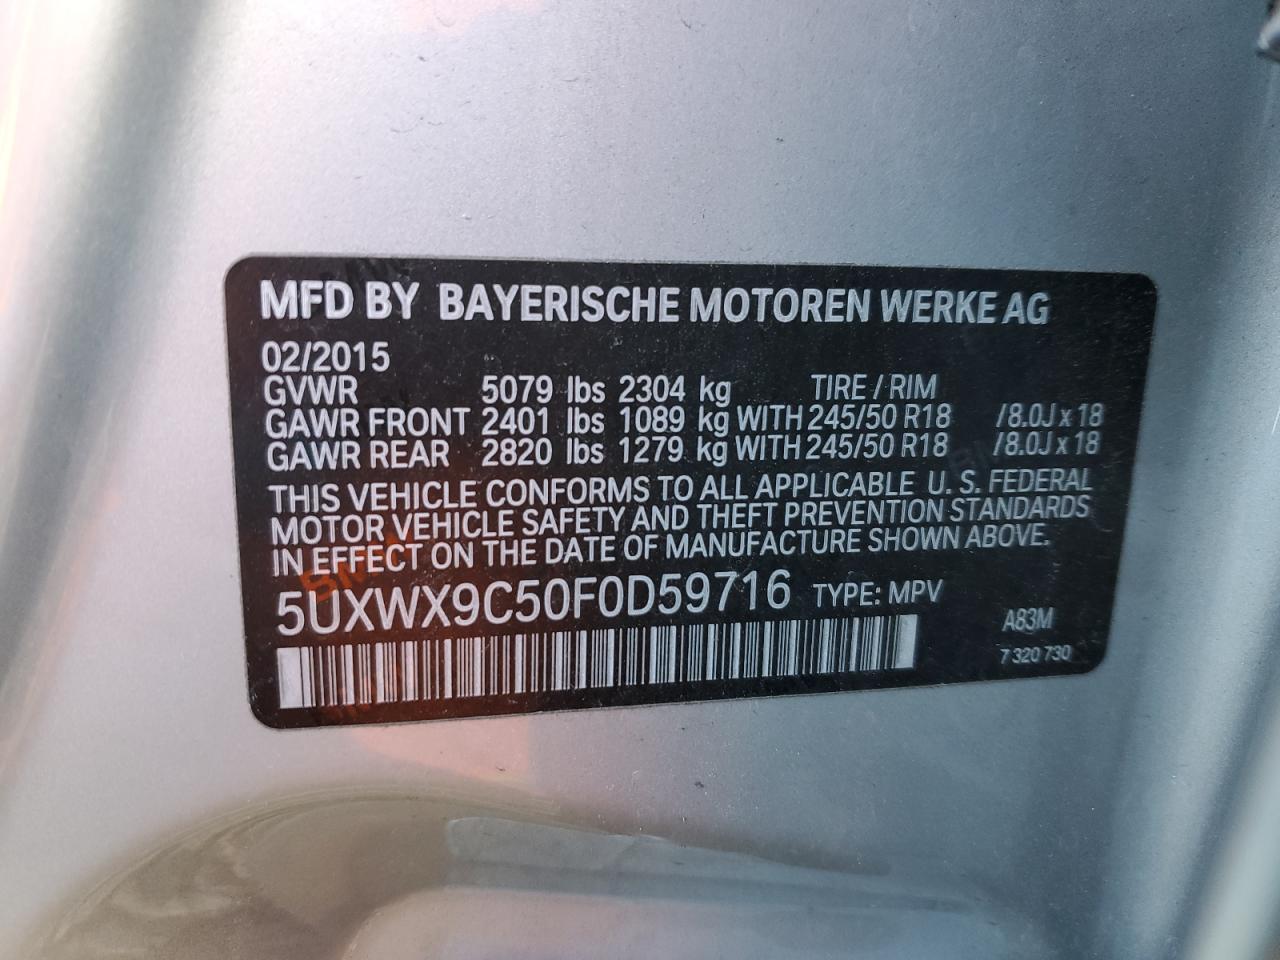 MFD BY BAYERISCHE MOTOREN WERKE AG
02/2015
GVWR 5079 lbs 2304 kg TIRE / RIM
GAWR FRONT 2401 lbs 1089 kg WITH 245/50 R18 /8.0J x 18
GAWR REAR 2820 lbs 1279 kg WITH 245/50 R18 /8.0J x 18
THIS VEHICLE CONFORMS TO ALL APPLICABLE U. S. FEDERAL
MOTOR VEHICLE SAFETY AND THEFT PREVENTION STANDARDS
IN EFFECT ON THE DATE OF MANUFACTURE SHOWN ABOVE.
5UXWX9C50F0D59716 TYPE: MPV
A83M
7 320 730